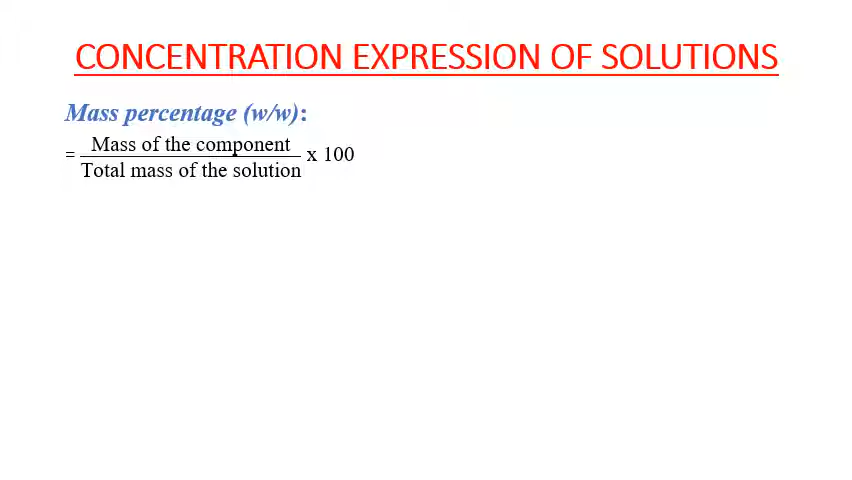 CONCENTRATION EXPRESSION OF SOLUTIONS
Mass percentage (w/w):
= Mass of the component
Total mass of the solution x 100